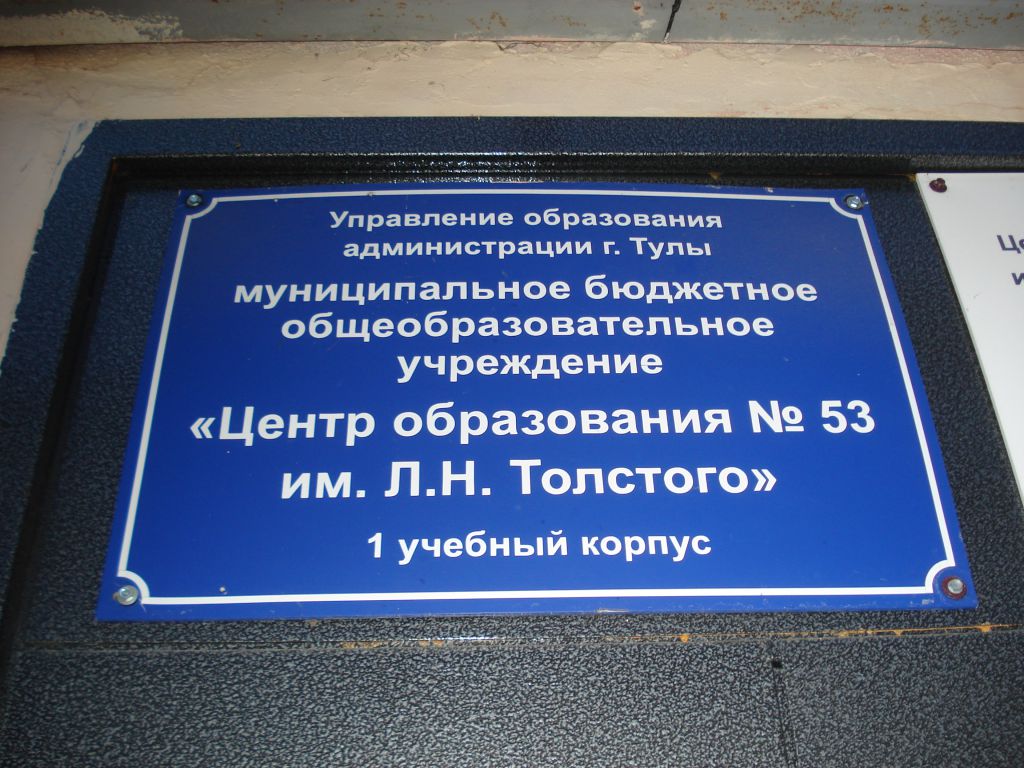 Управление образования
администрации г. Тулы
муниципальное бюджетное
общеобразовательное
учреждение
«Центр образования № 53
им. Л.Н. Толстого»
1 учебный корпус